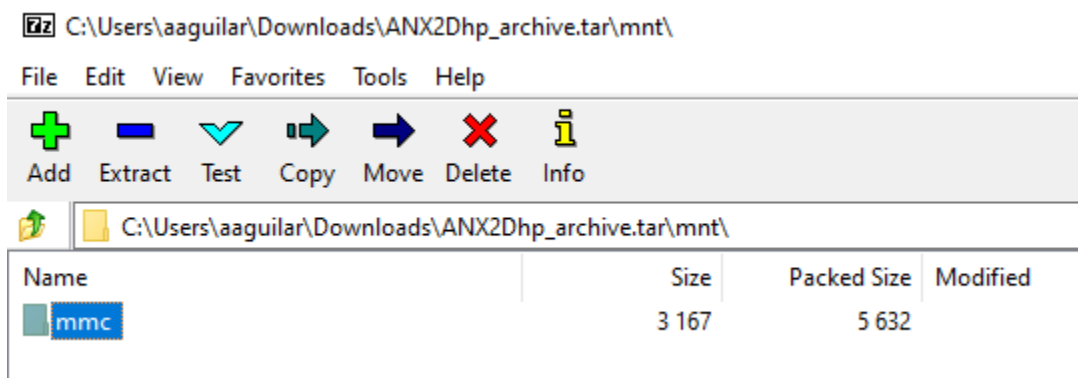 7z C:\Users\aaguilar\Downloads\ANX2Dhp_archive.tar\mnt\
File Edit View Favorites Tools Help
Add Extract Test Copy Move Delete Info
C:\Users\aaguilar\Downloads\ANX2Dhp_archive.tar\mnt\
Name Size Packed Size Modified
mmc 3 167 5 632